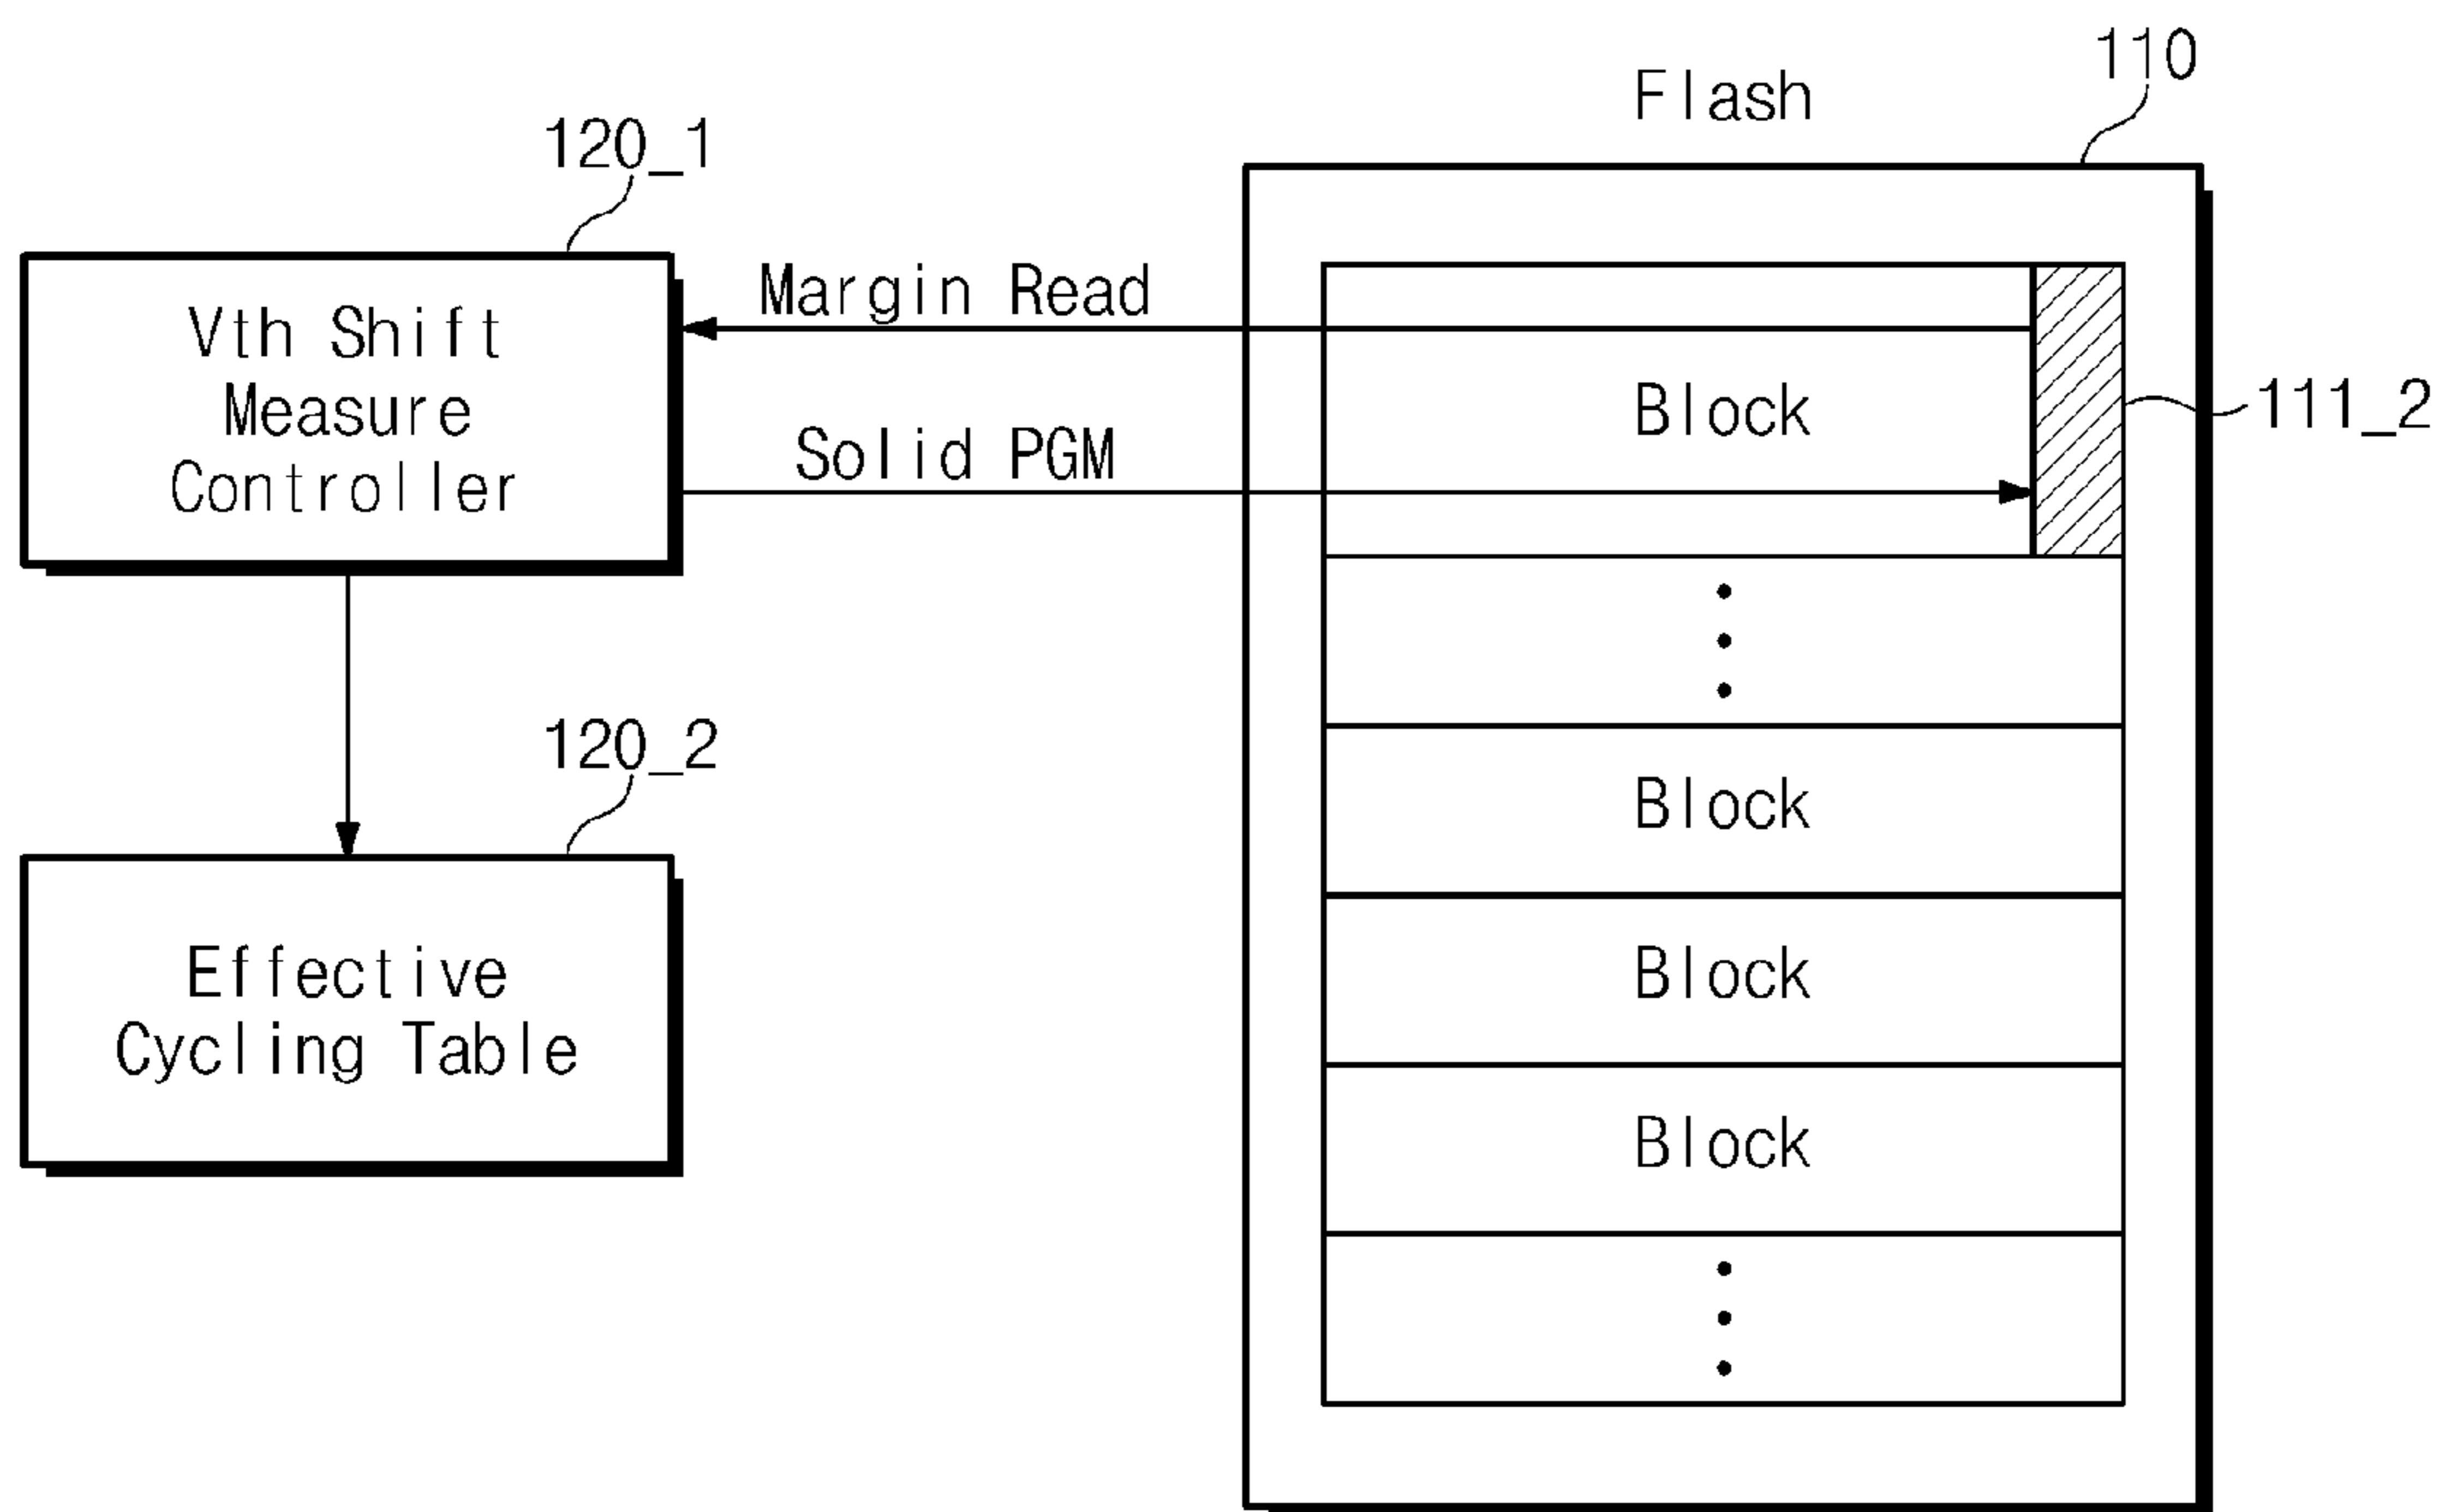 110
Flash
120_1
Margin Read
Vth Shift
Measure
Controller
Block
111_2
Solid PGM
120_2
Block
Effective
Cycling Table
Block
Block